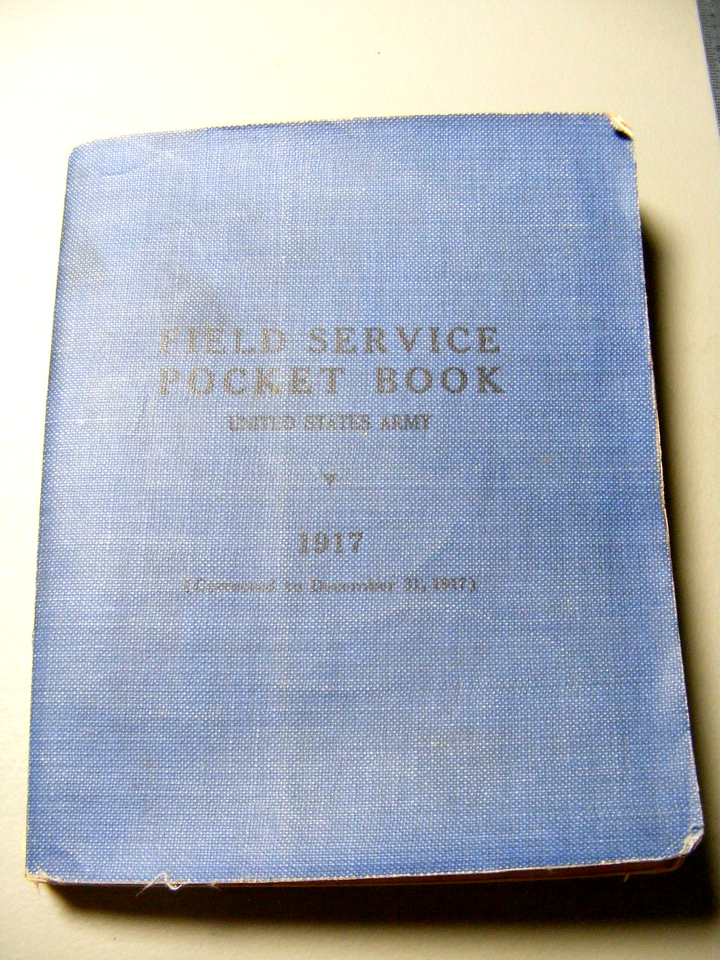 FIELD SERVICE
POCKET BOOK
UNITED STATES ARMY
1917
(Corrected to December 31, 1917)